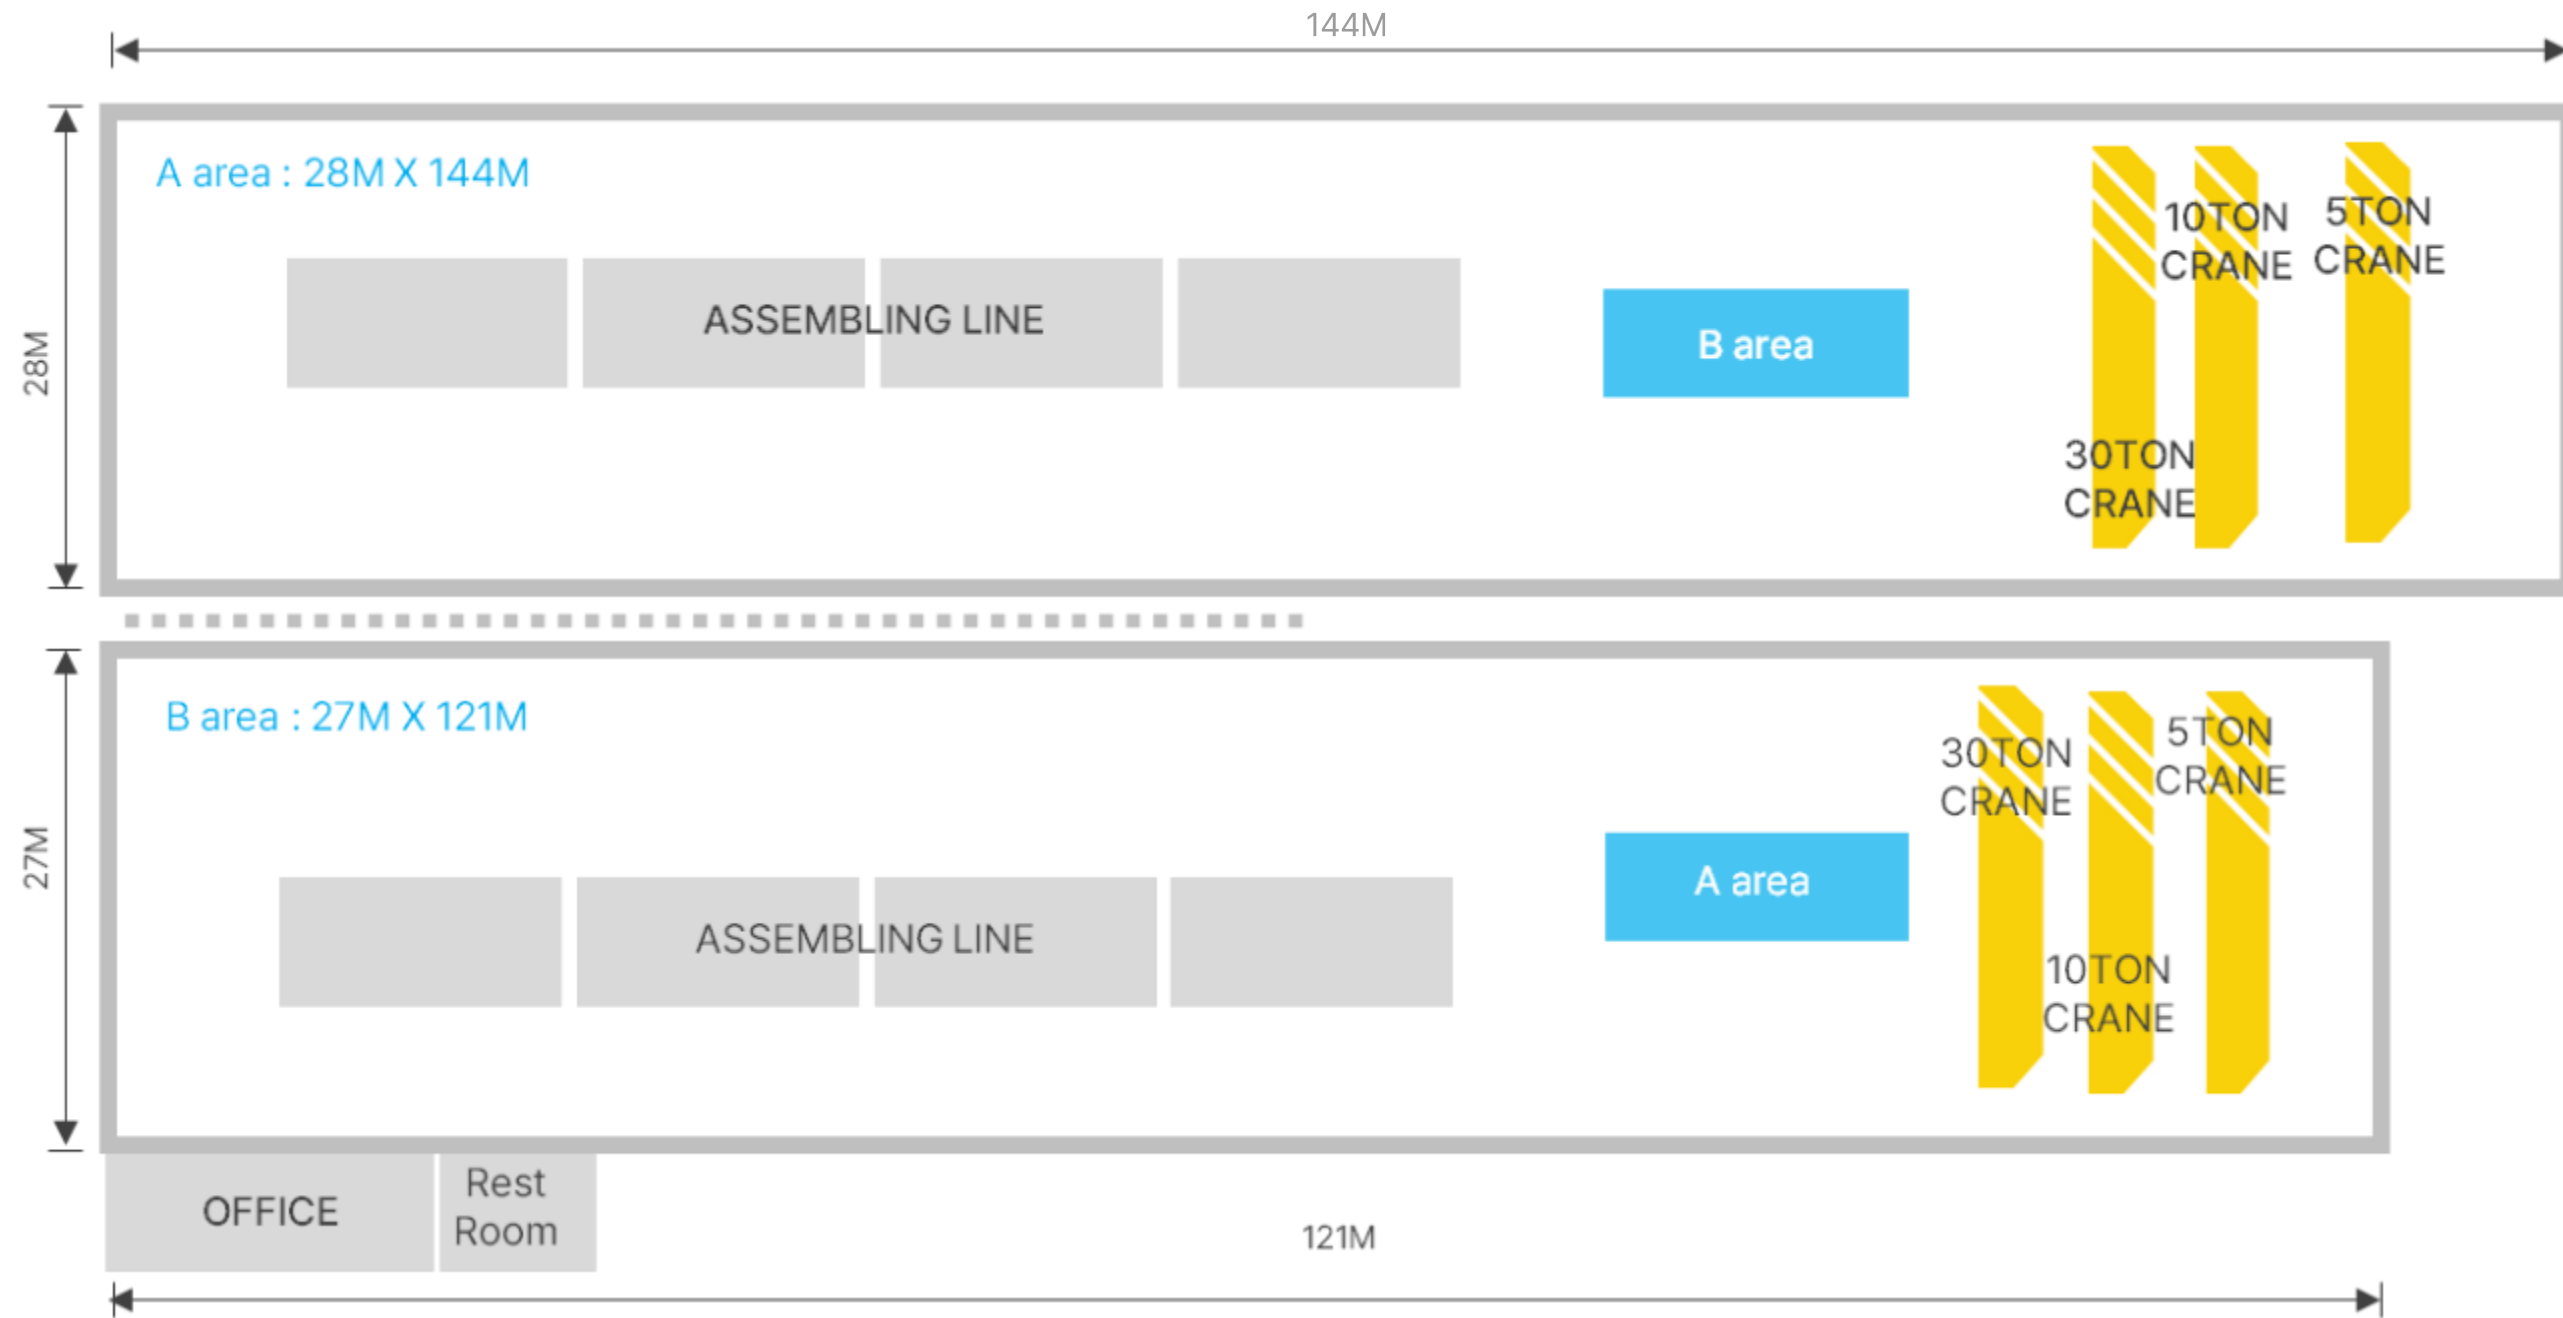 144M
A area : 28M X 144M
10TON
CRANE
5TON
CRANE
ASSEMBLING LINE
B area
28M
30TON
CRANE
B area : 27M X 121M
30TON
CRANE
5TON
CRANE
27M
A area
ASSEMBLING LINE
10TON
CRANE
OFFICE
Rest
Room
121M